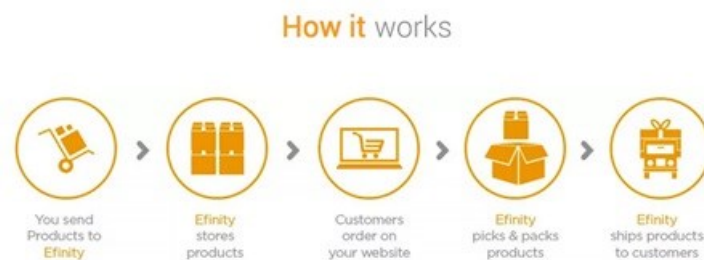 How it works
You send
Products to
Efinity
Efinity
stores
products
Customers
order on
your website
Efinity
picks & packs
products
Efinity
ships products
to customers